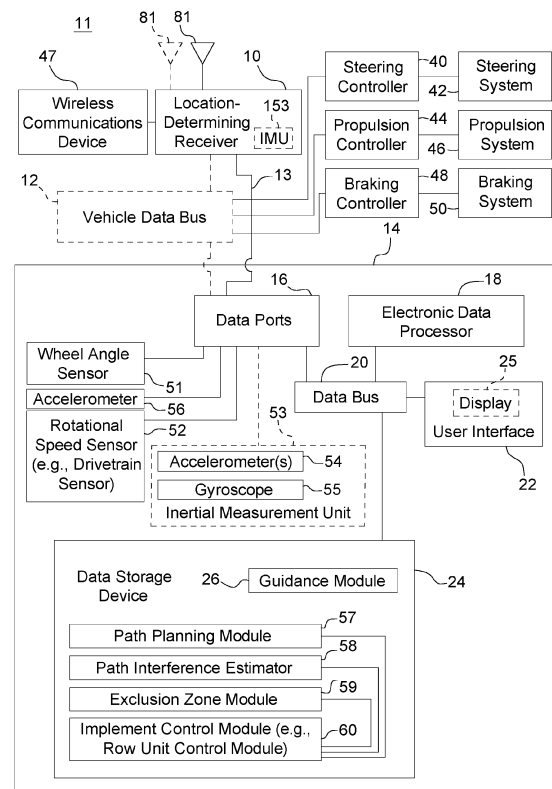 11
81
81
47
10
Wireless
Communications
Device
Location-
Determining
Receiver
153
IMU
Steering
Controller
40
42
Steering
System
Propulsion
Controller
44
46
Propulsion
System
Braking
Controller
48
50
Braking
System
12
13
Vehicle Data Bus
14
16
Data Ports
18
Electronic Data
Processor
20
Data Bus
25
Display
User Interface
22
Wheel Angle
Sensor
51
Accelerometer
56
Rotational
Speed Sensor
(e.g., Drivetrain
Sensor)
52
53
Accelerometer(s)
54
Gyroscope
55
Inertial Measurement Unit
Data Storage
Device
26
Guidance Module
24
57
Path Planning Module
58
Path Interference Estimator
59
Exclusion Zone Module
Implement Control Module (e.g.,
Row Unit Control Module)
60